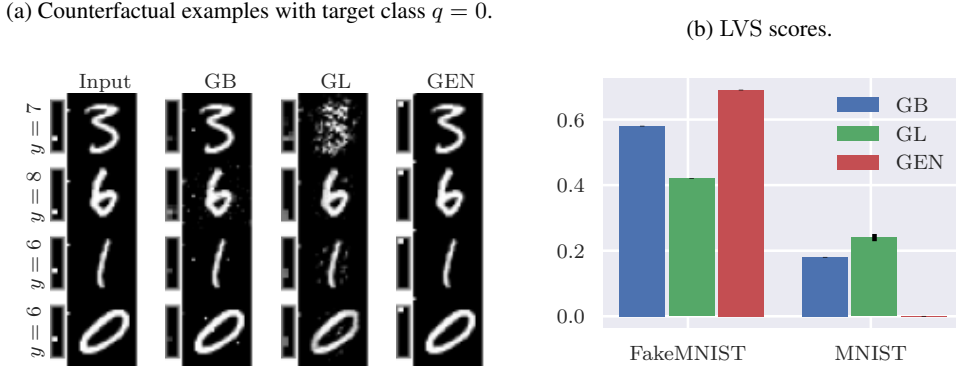 (a) Counterfactual examples with target class q = 0.
Input GB GL GEN
y = 7
y = 8
y = 6
y = 6
(b) LVS scores.
0.6
0.4
0.2
0.0
GB
GL
GEN
FakeMNIST MNIST